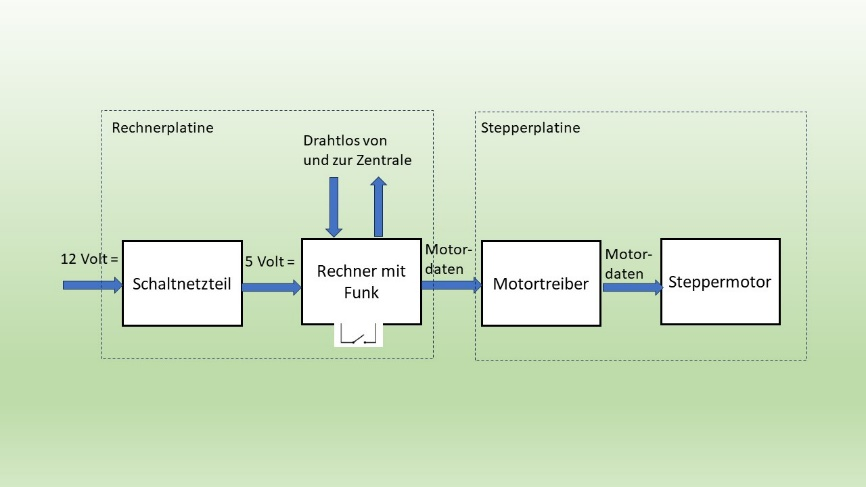 Rechnerplatine
Stepperplatine
Drahtlos von
und zur Zentrale
12 Volt =
Schaltnetzteil
5 Volt =
Rechner mit
Funk
Motor-
daten
Motortreiber
Motor-
daten
Steppermotor